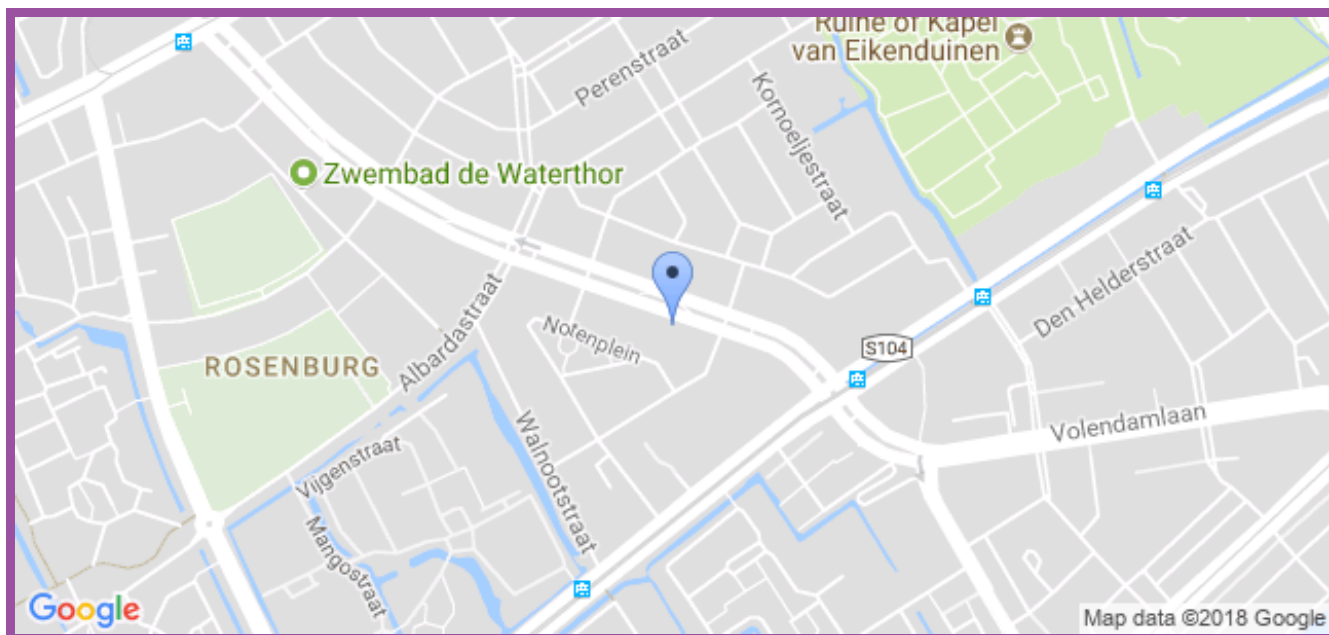 Ruine of Kapel
van Eikenduinen
Perenstraat
Kornoeljestraat
Zwembad de Waterthor
Den Helderstraat
Albardastraat
Notenplein
S104
ROSENBURG
Volendamlaan
Walnootstraat
Vijgenstraat
Mangostraat
Google
Map data ©2018 Google